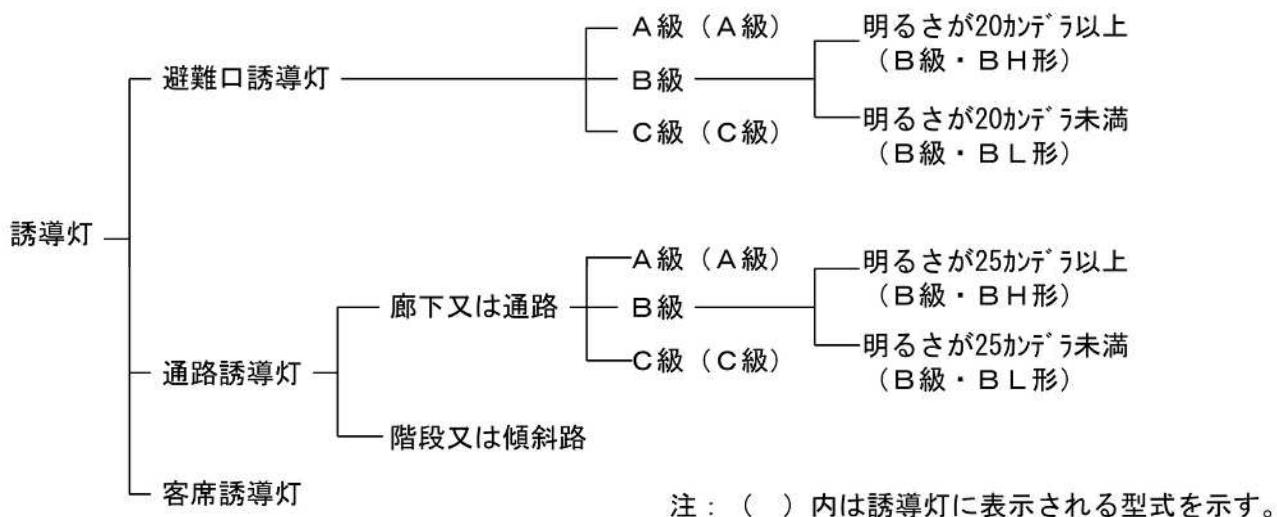 誘導灯
避難口誘導灯
A級(A級)
B級
C級(C級)
明るさが20カンデラ以上
(B級・BH形)
明るさが20カンデラ未満
(B級・BL形)
通路誘導灯
廊下又は通路
A級(A級)
B級
C級(C級)
明るさが25カンデラ以上
(B級・BH形)
明るさが25カンデラ未満
(B級・BL形)
階段又は傾斜路
客席誘導灯
注:( )内は誘導灯に表示される型式を示す。